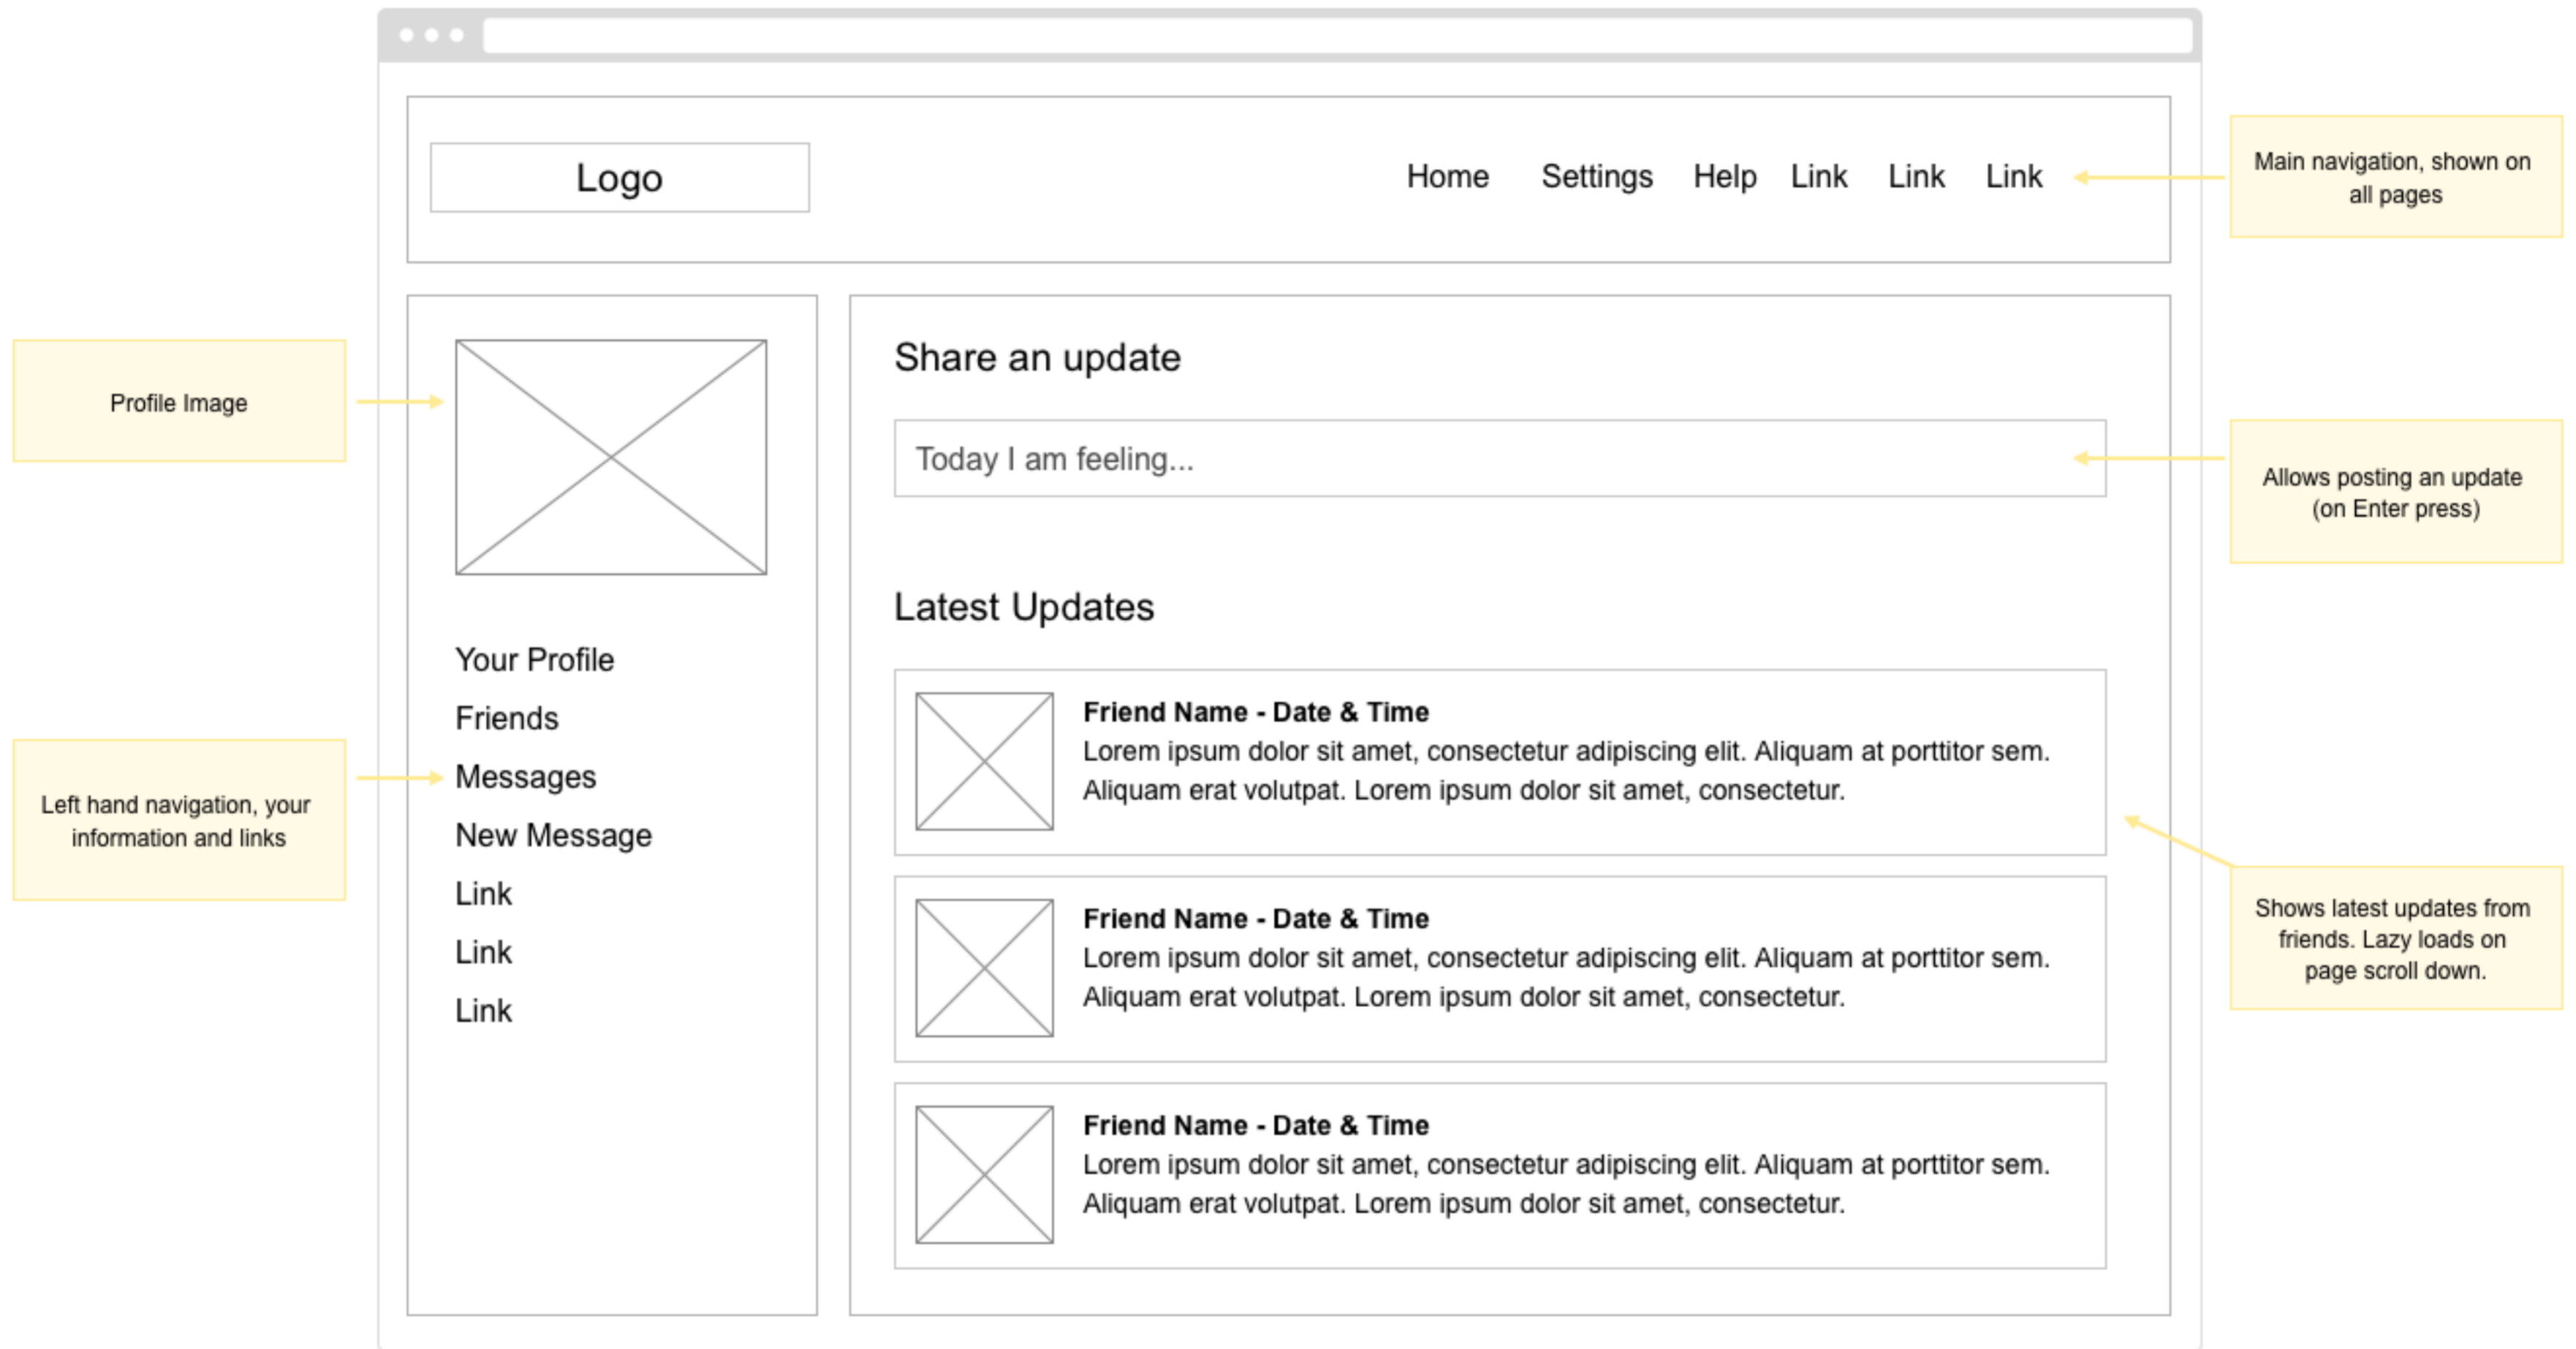 Logo
Home Settings Help Link Link Link
Main navigation, shown on
all pages
Profile Image
Your Profile
Friends
Messages
New Message
Link
Link
Link
Left hand navigation, your
information and links
Share an update
Today I am feeling...
Allows posting an update
(on Enter press)
Latest Updates
Friend Name - Date & Time
Lorem ipsum dolor sit amet, consectetur adipiscing elit. Aliquam at porttitor sem.
Aliquam erat volutpat. Lorem ipsum dolor sit amet, consectetur.
Friend Name - Date & Time
Lorem ipsum dolor sit amet, consectetur adipiscing elit. Aliquam at porttitor sem.
Aliquam erat volutpat. Lorem ipsum dolor sit amet, consectetur.
Friend Name - Date & Time
Lorem ipsum dolor sit amet, consectetur adipiscing elit. Aliquam at porttitor sem.
Aliquam erat volutpat. Lorem ipsum dolor sit amet, consectetur.
Shows latest updates from
friends. Lazy loads on
page scroll down.